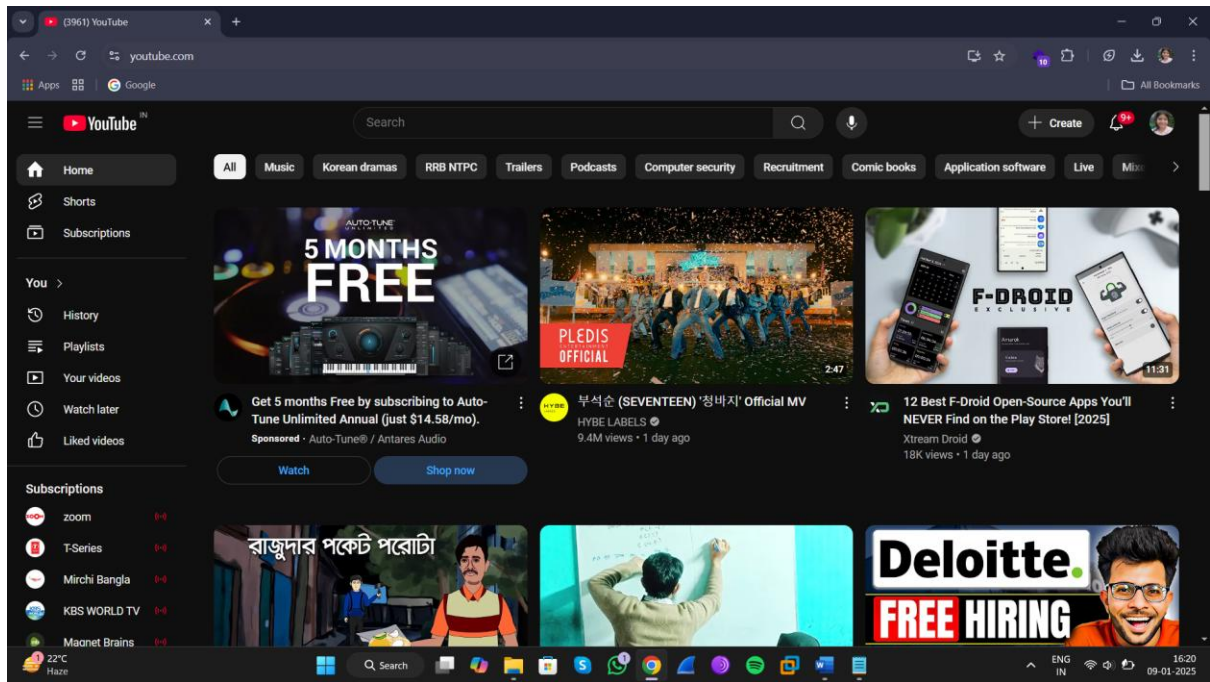 (3961) YouTube
youtube.com
10
Apps
Google
All Bookmarks
YouTube IN
Search
Create
9+
Home
Shorts
Subscriptions
You
History
Playlists
Your videos
Watch later
Liked videos
Subscriptions
zoom
T-Series
Mirchi Bangla
KBS WORLD TV
Magnet Brains
All Music Korean dramas RRB NTPC Trailers Podcasts Computer security Recruitment Comic books Application software Live
AUTO-TUNE
UNLIMITED
5 MONTHS
FREE
Get 5 months Free by subscribing to Auto-
Tune Unlimited Annual (just $14.58/mo).
Sponsored · Auto-Tune® / Antares Audio
Watch Shop now
PLEDIS
ENTERTAINMENT
OFFICIAL
2:47
HYBE
LABELS
부석순 (SEVENTEEN) '청바지' Official MV
HYBE LABELS
9.4M views • 1 day ago
F-DROID
EXCLUSIVE
11:31
12 Best F-Droid Open-Source Apps You'll
NEVER Find on the Play Store! [2025]
Xtream Droid
18K views • 1 day ago
রাজুদার পকেট পরোটা
Deloitte.
FREE HIRING
1
22°C
Haze
Search
ENG
IN
16:20
09-01-2025